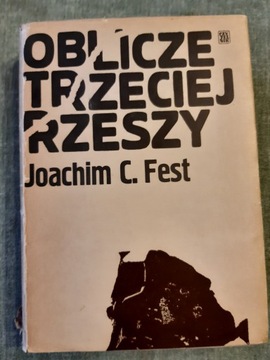 OBLICZE
TRZECIEJ
RZESZY
Joachim C. Fest